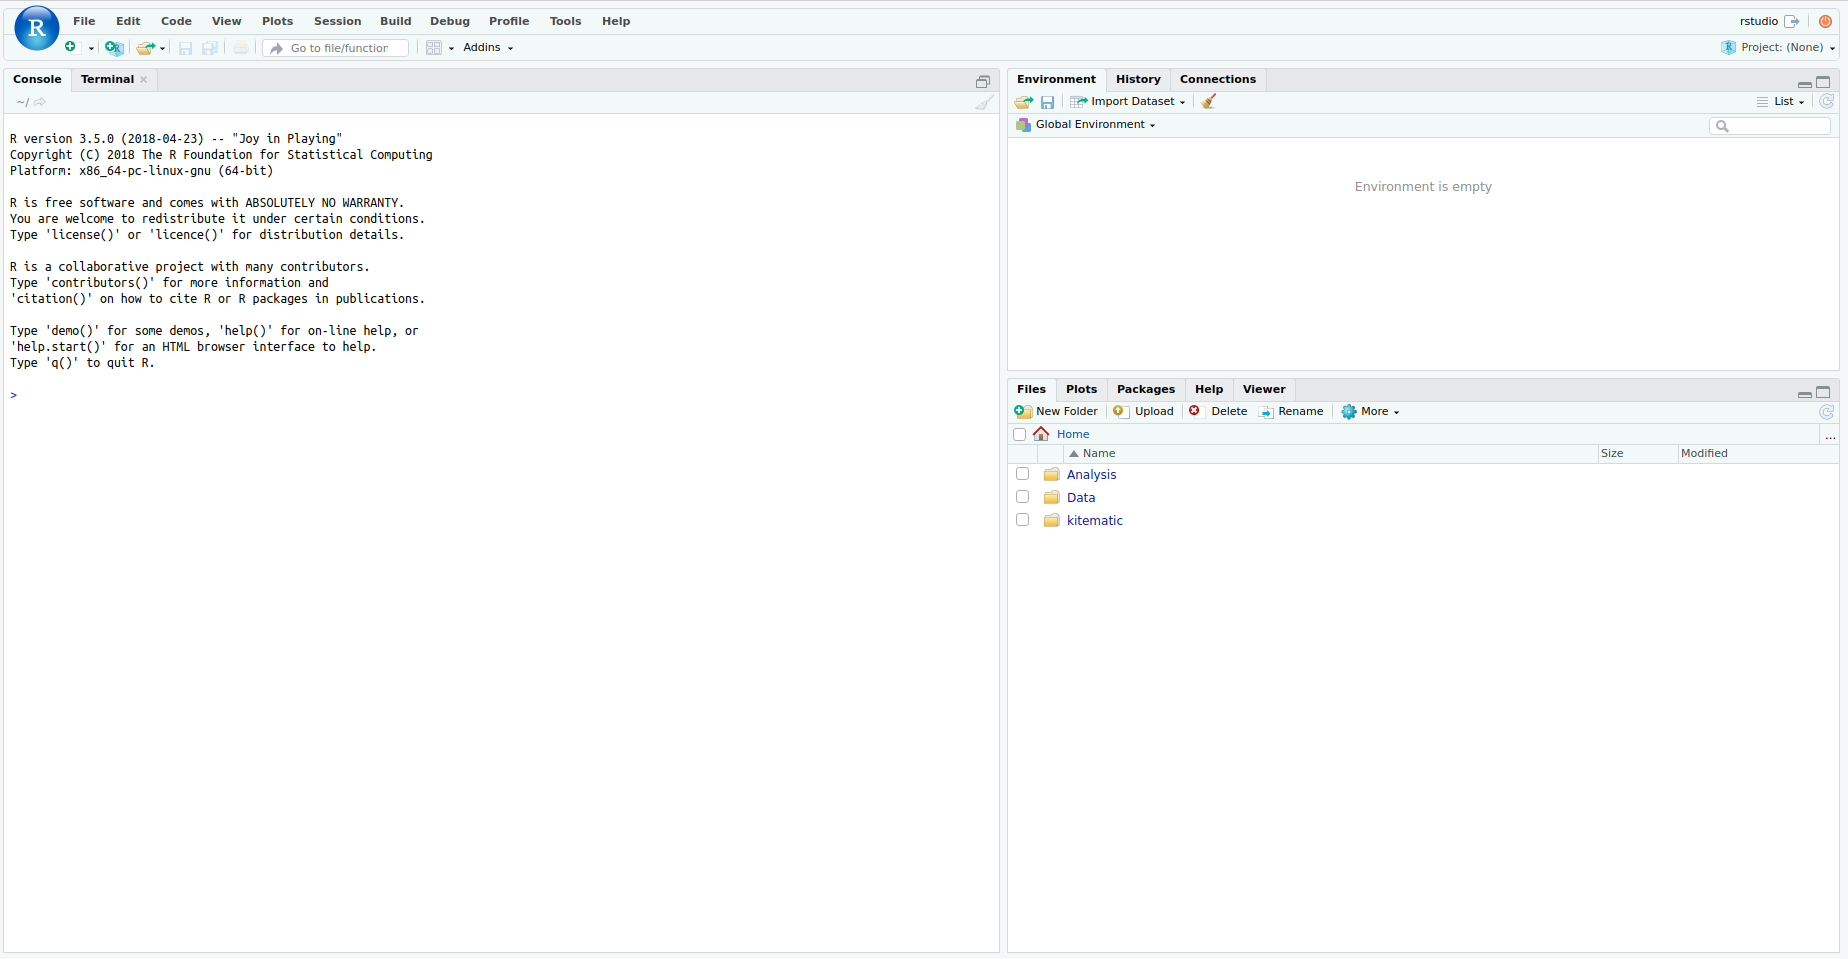 R File Edit Code View Plots Session Build Debug Profile Tools Help rstudio
Go to file/function Addins Project: (None)
Console Terminal
~/
R version 3.5.0 (2018-04-23) -- "Joy in Playing"
Copyright (C) 2018 The R Foundation for Statistical Computing
Platform: x86_64-pc-linux-gnu (64-bit)
R is free software and comes with ABSOLUTELY NO WARRANTY.
You are welcome to redistribute it under certain conditions.
Type 'license()' or 'licence()' for distribution details.
R is a collaborative project with many contributors.
Type 'contributors()' for more information and
'citation()' on how to cite R or R packages in publications.
Type 'demo()' for some demos, 'help()' for on-line help, or
'help.start()' for an HTML browser interface to help.
Type 'q()' to quit R.
>
Environment History Connections
Import Dataset List
Global Environment
Environment is empty
Files Plots Packages Help Viewer
New Folder Upload Delete Rename More
Home ...
Name Size Modified
Analysis
Data
kitematic